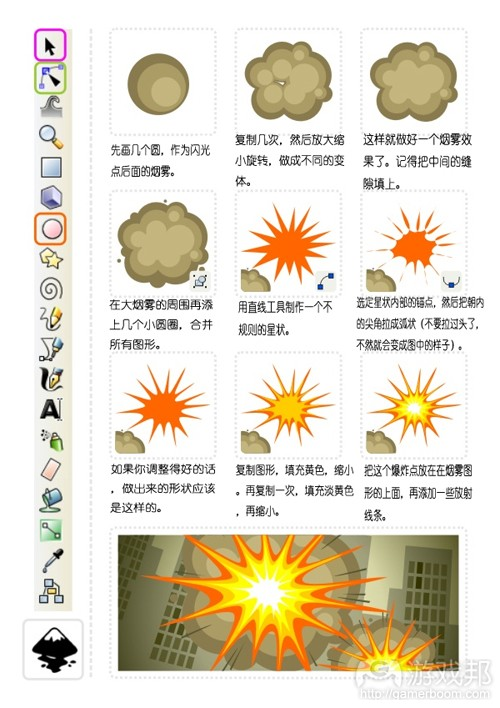 先画几个圆，作为闪光
点后面的烟雾。
复制几次，然后放大缩
小旋转，做成不同的变
体。
这样就做好一个烟雾效
果了。记得把中间的缝
隙填上。
在大烟雾的周围再添
上几个小圆圈，合并
所有图形。
用直线工具制作一个不
规则的星状。
选定星状内部的锚点，然后把朝内
的尖角拉成弧状（不要拉过头了，
不然就会变成图中的样子）。
如果你调整得好的话
，做出来的形状应该
是这样的。
复制图形，填充黄色，缩小
。再复制一次，填充淡黄色
，再缩小。
把这个爆炸点放在在烟雾图
形的上面，再添加一些放射
线条。
游戏邦
http://gamerboom.com